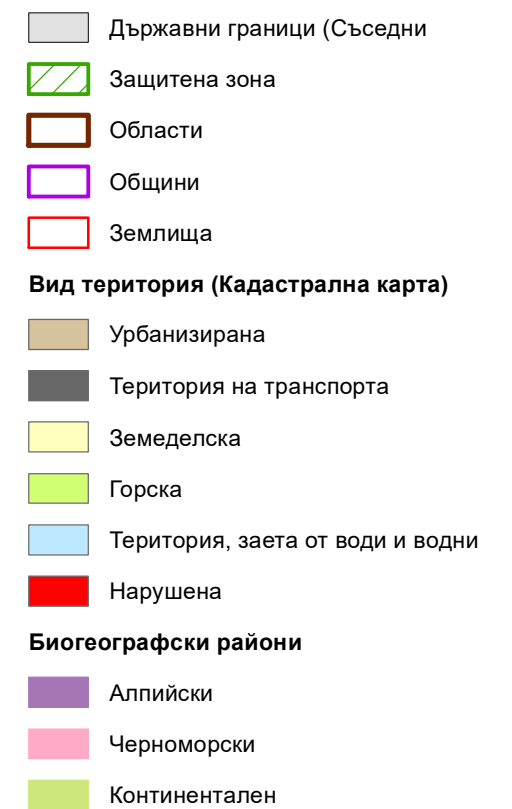 Държавни граници (Съседни
Защитена зона
Области
Общини
Землища
Вид територия (Кадастрална карта)
Урбанизирана
Територия на транспорта
Земеделска
Горска
Територия, заета от води и водни
Нарушена
Биогеографски райони
Алпийски
Черноморски
Континентален